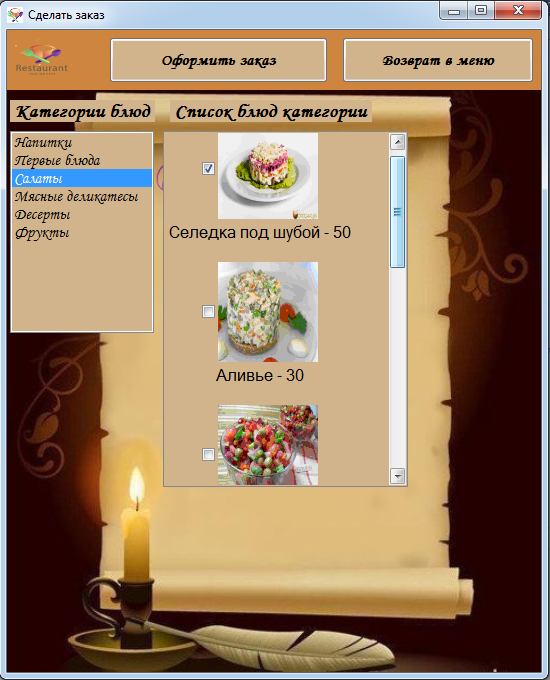 Сделать заказ
Restaurant
Оформить заказ
Возврат в меню
Категории блюд
Список блюд категории
Напитки
Первые блюда
Салаты
Мясные деликатесы
Десерты
Фрукты
Селедка под шубой - 50
Аливье - 30